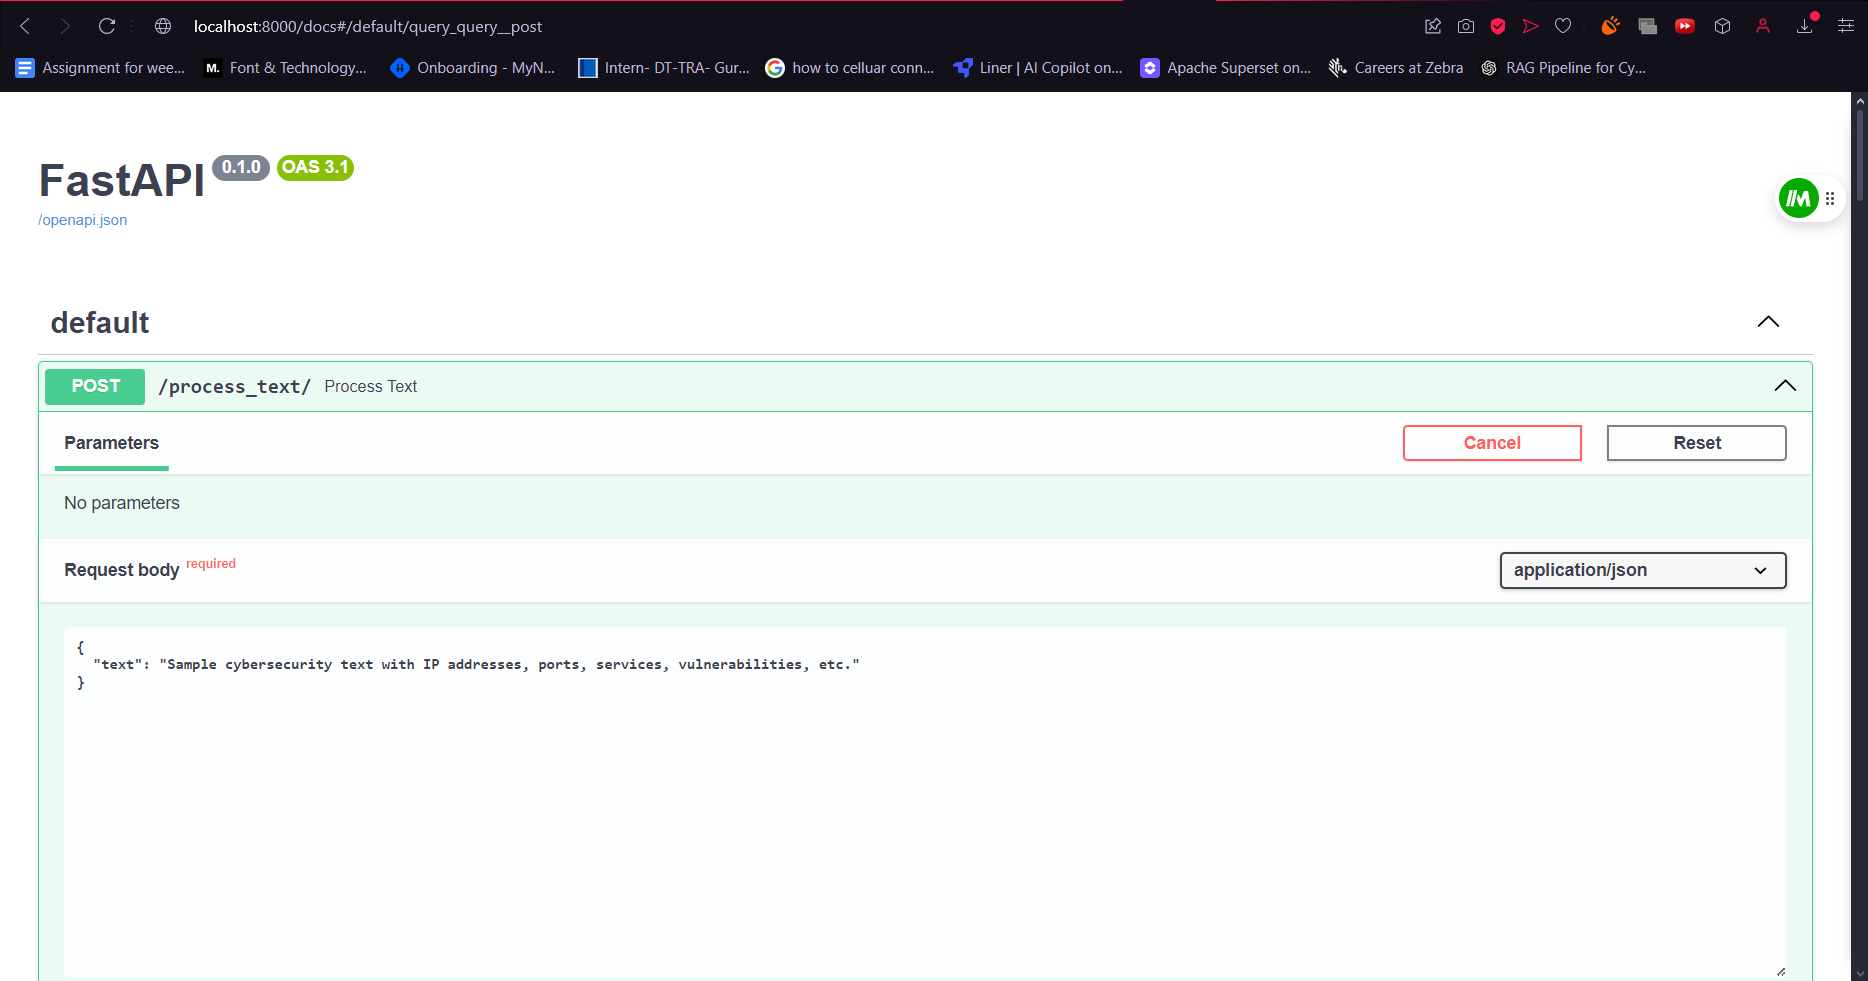 localhost:8000/docs#/default/query_query__post
Assignment for wee...
M. Font & Technology...
Onboarding - MyN...
Intern- DT-TRA- Gur...
how to celluar conn...
Liner | AI Copilot on...
Apache Superset on...
Careers at Zebra
RAG Pipeline for Cy...
FastAPI 0.1.0 OAS 3.1
/openapi.json
default
POST /process_text/ Process Text
Parameters
Cancel
Reset
No parameters
Request body required
application/json
{
"text": "Sample cybersecurity text with IP addresses, ports, services, vulnerabilities, etc."
}